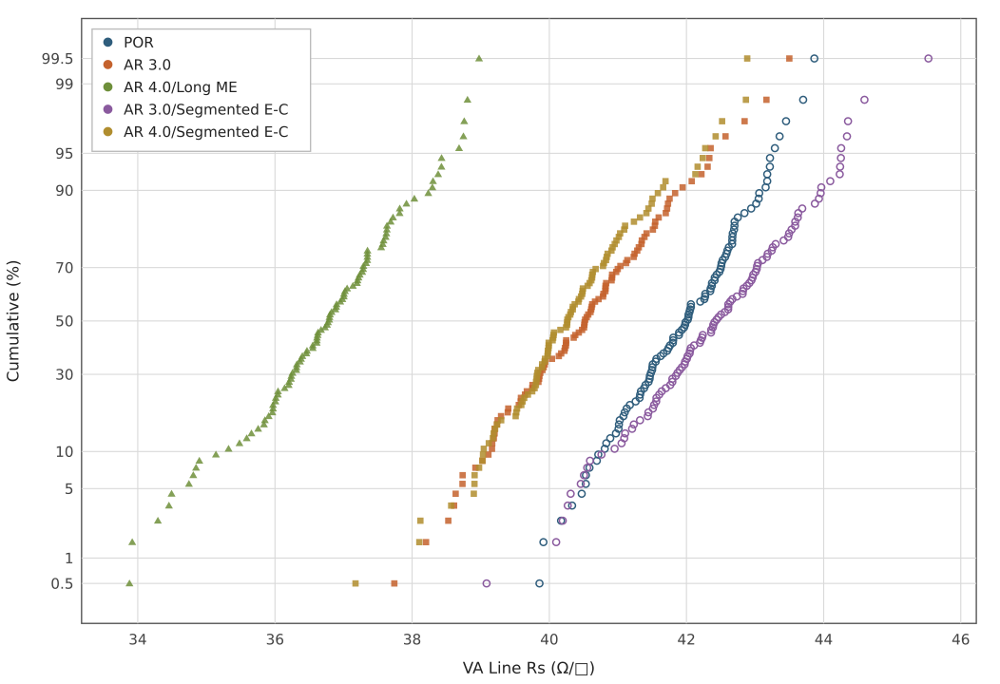 POR
AR 3.0
AR 4.0/Long ME
AR 3.0/Segmented E-C
AR 4.0/Segmented E-C
99.5
99
95
90
70
50
30
10
5
1
0.5
Cumulative (%)
34 36 38 40 42 44 46
VA Line Rs (Ω/□)